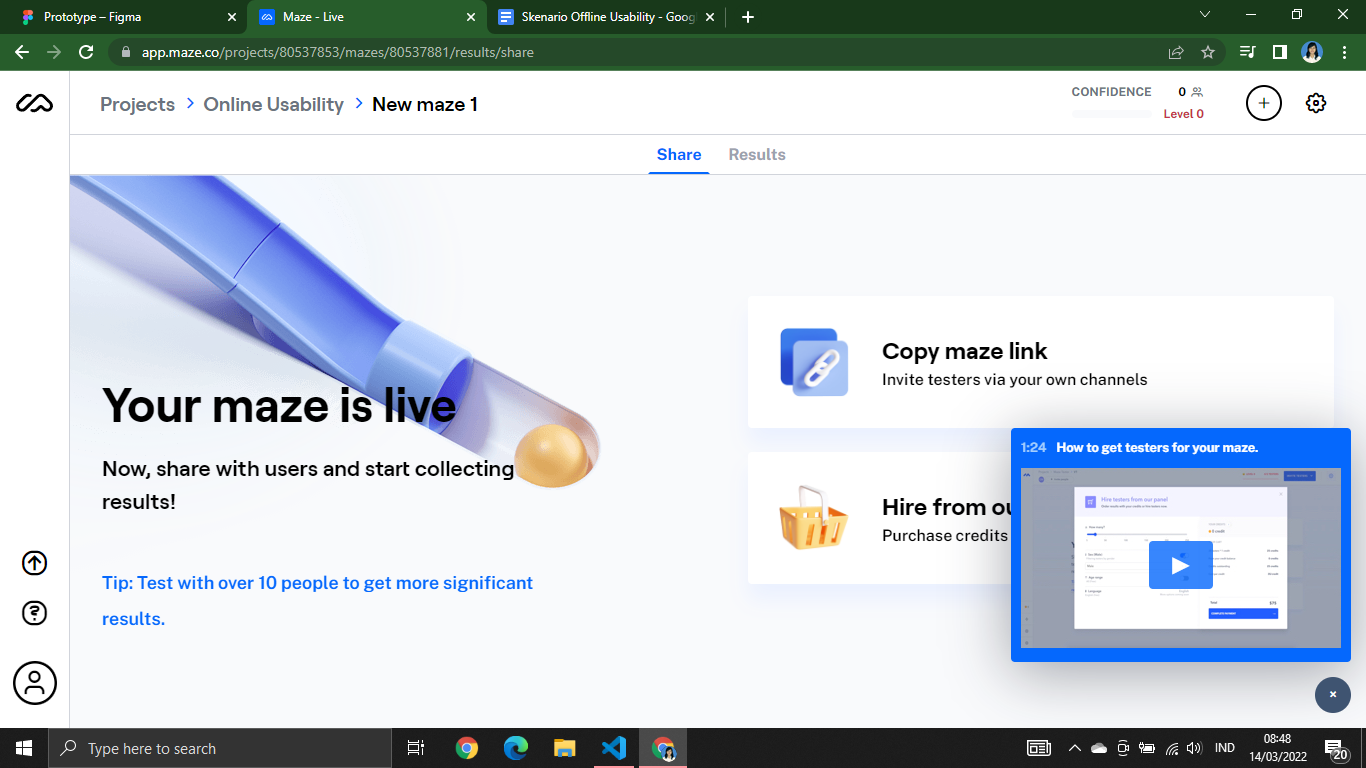 Prototype – Figma
Maze - Live
Skenario Offline Usability - Goog
app.maze.co/projects/80537853/mazes/80537881/results/share
Projects > Online Usability > New maze 1
CONFIDENCE 0
Level 0
Share Results
Your maze is live
Now, share with users and start collecting
results!
Tip: Test with over 10 people to get more significant
results.
Copy maze link
Invite testers via your own channels
Hire from ou
Purchase credits
1:24 How to get testers for your maze.
Hire testers from our panel
Total $75
COMPLETE PAYMENT
Type here to search
IND
08:48
14/03/2022
20